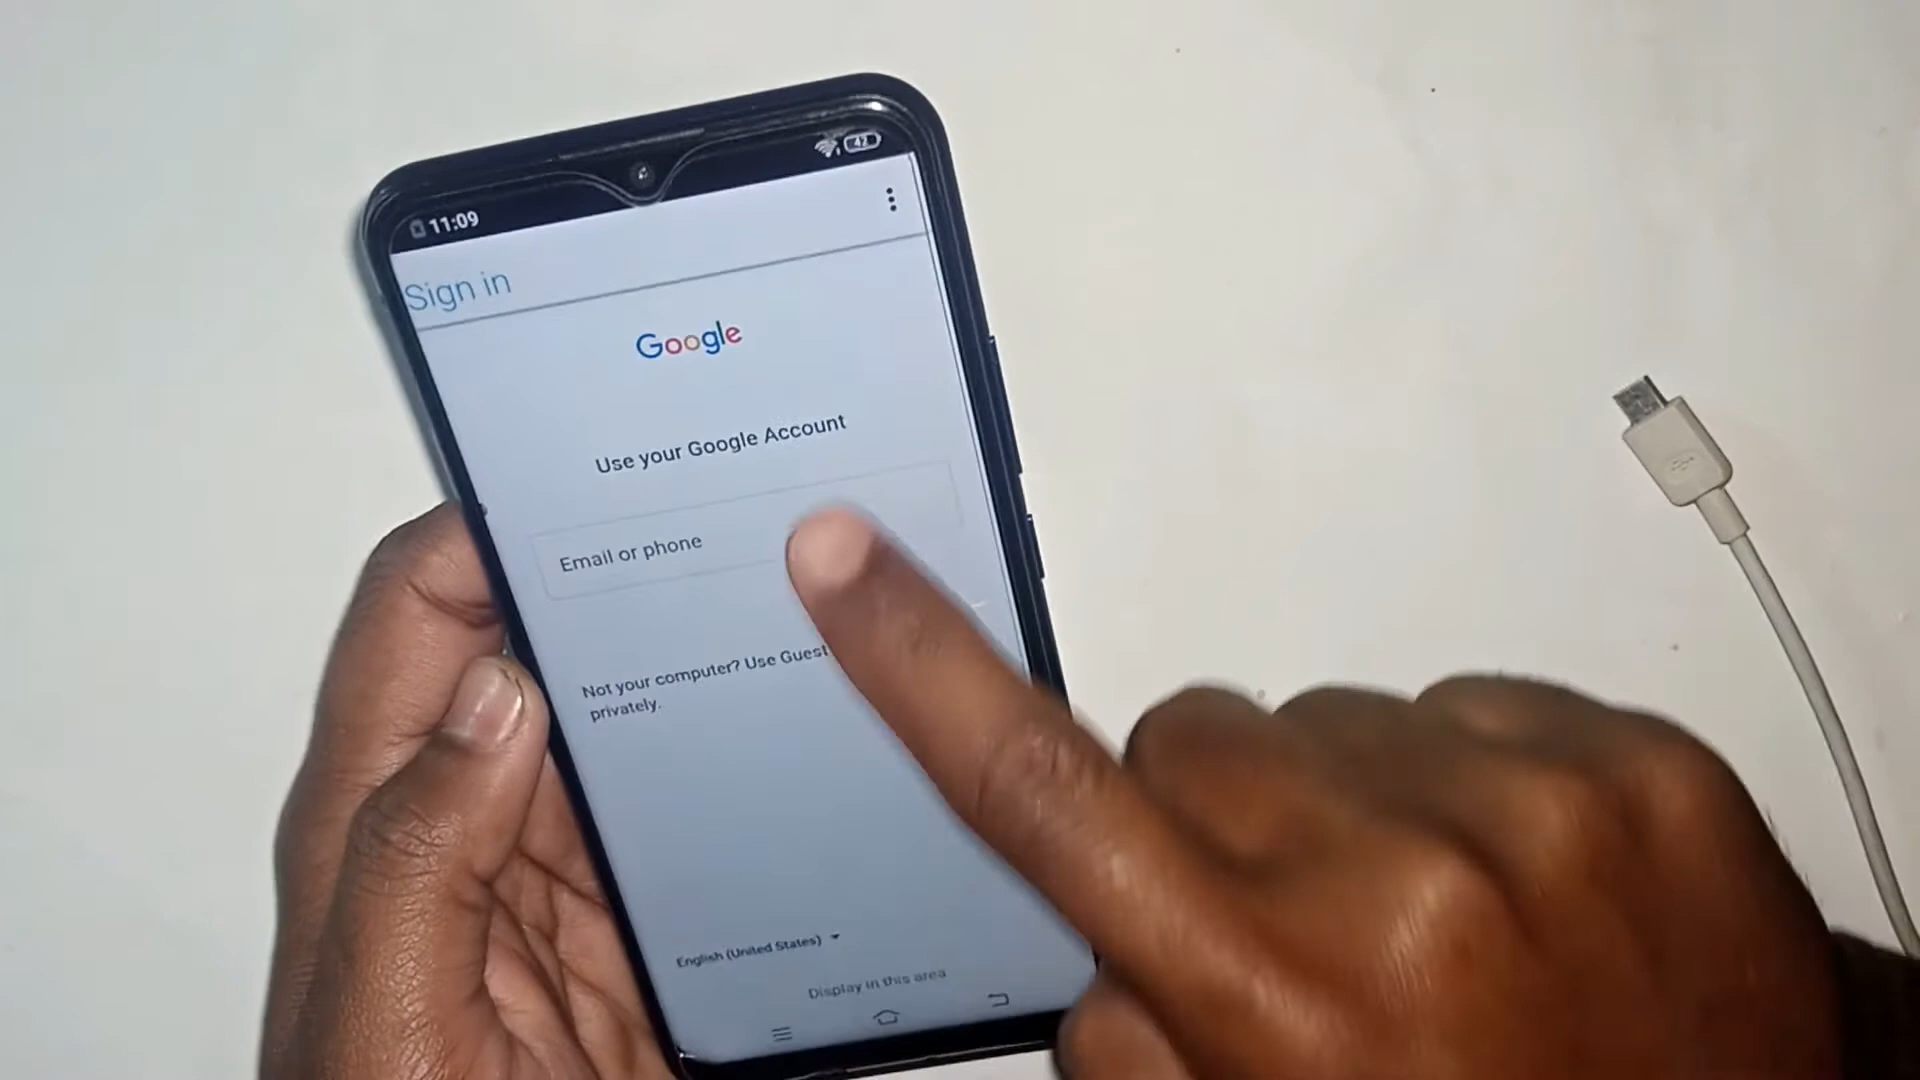 11:09
42
Sign in
Google
Use your Google Account
Email or phone
Not your computer? Use Guest
privately.
English (United States)
Display in this area